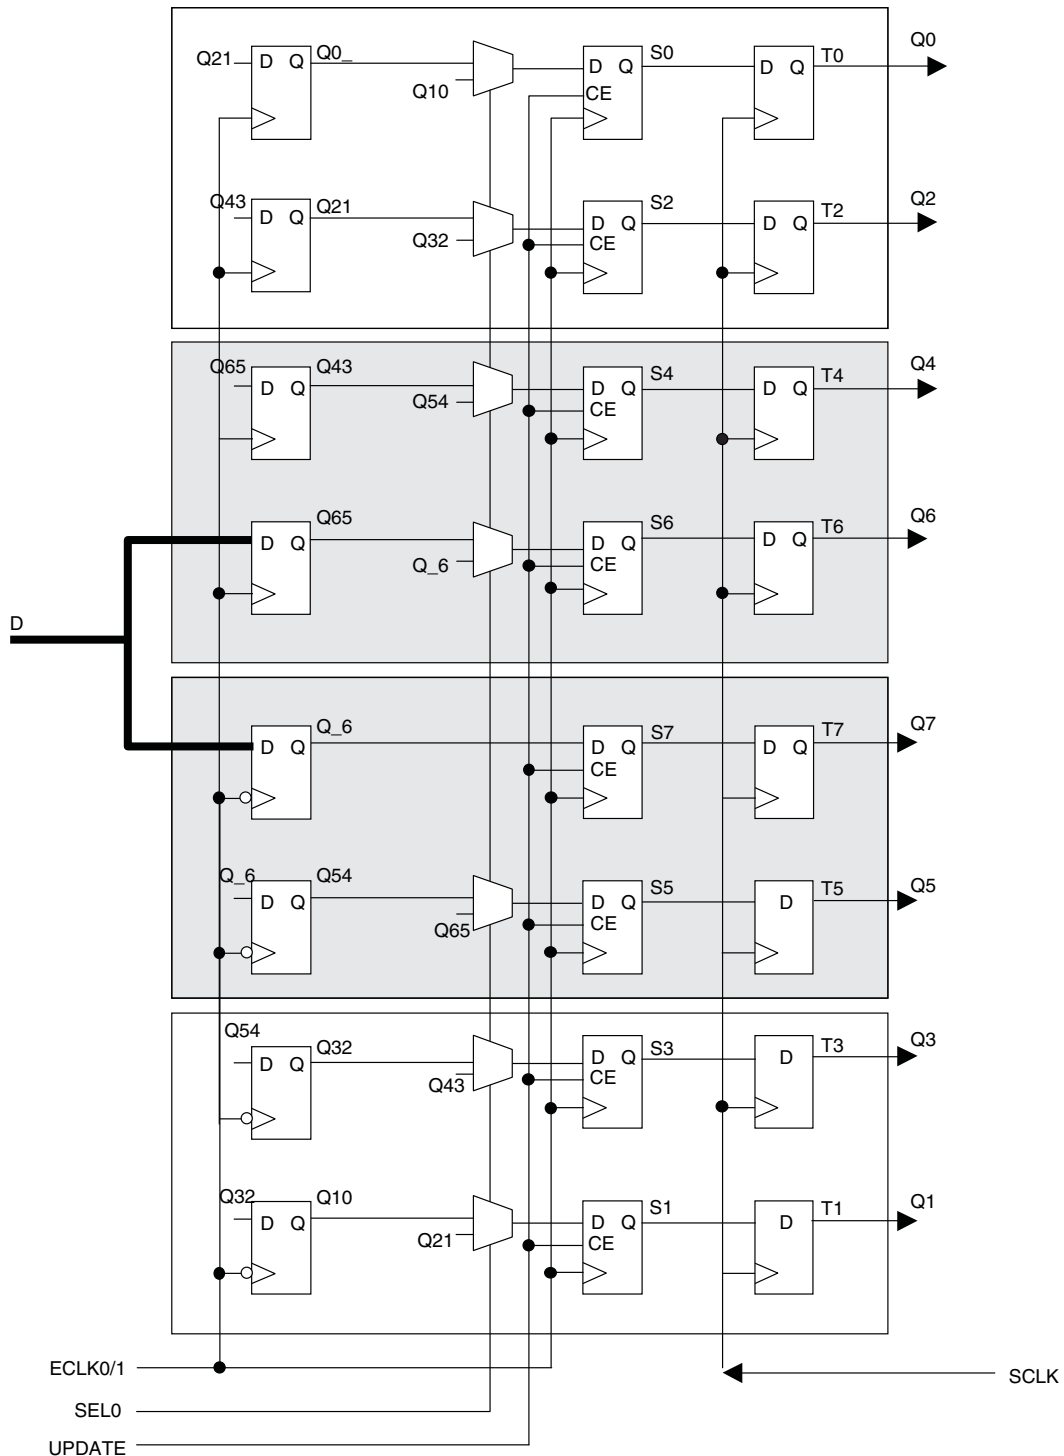 Q21 D Q Q0_ Q10 D Q CE S0 D Q T0 Q0
Q43 D Q Q21 Q32 D Q CE S2 D Q T2 Q2
Q65 D Q Q43 Q54 D Q CE S4 D Q T4 Q4
D Q Q65 Q_6 D Q CE S6 D Q T6 Q6
D
D Q Q_6 D Q CE S7 D Q T7 Q7
Q_6 D Q Q54 Q65 D Q CE S5 D T5 Q5
Q54 D Q Q32 Q43 D Q CE S3 D T3 Q3
Q32 D Q Q10 Q21 D Q CE S1 D T1 Q1
ECLK0/1
SCLK
SEL0
UPDATE